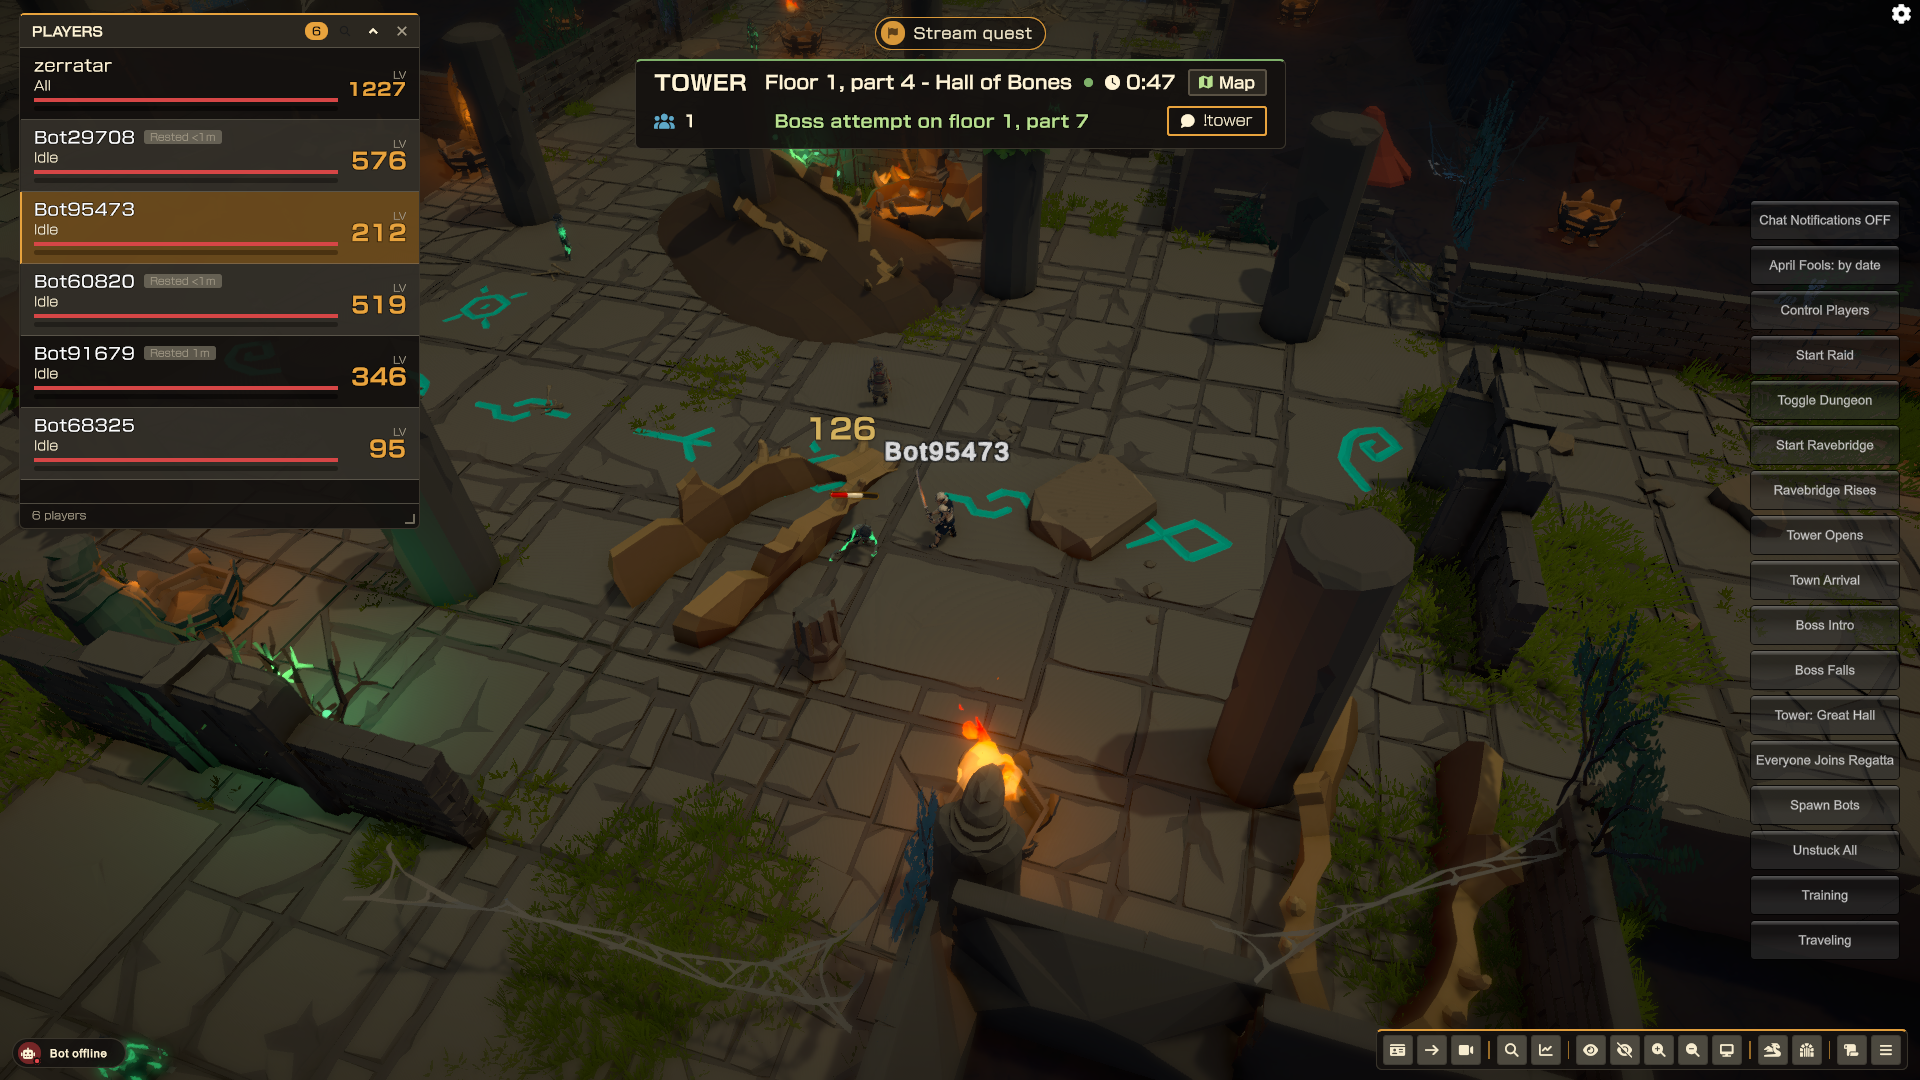 PLAYERS
6
zerratar
All
LV
1227
Bot29708
Rested <1m
Idle
LV
576
Bot95473
Idle
LV
212
Bot60820
Rested <1m
Idle
LV
519
Bot91679
Rested 1m
Idle
LV
346
Bot68325
Idle
LV
95
6 players
Stream quest
TOWER
Floor 1, part 4 - Hall of Bones
0:47
Map
1
Boss attempt on floor 1, part 7
!tower
126
Bot95473
Chat Notifications OFF
April Fools: by date
Control Players
Start Raid
Toggle Dungeon
Start Ravebridge
Ravebridge Rises
Tower Opens
Town Arrival
Boss Intro
Boss Falls
Tower: Great Hall
Everyone Joins Regatta
Spawn Bots
Unstuck All
Training
Traveling
Bot offline